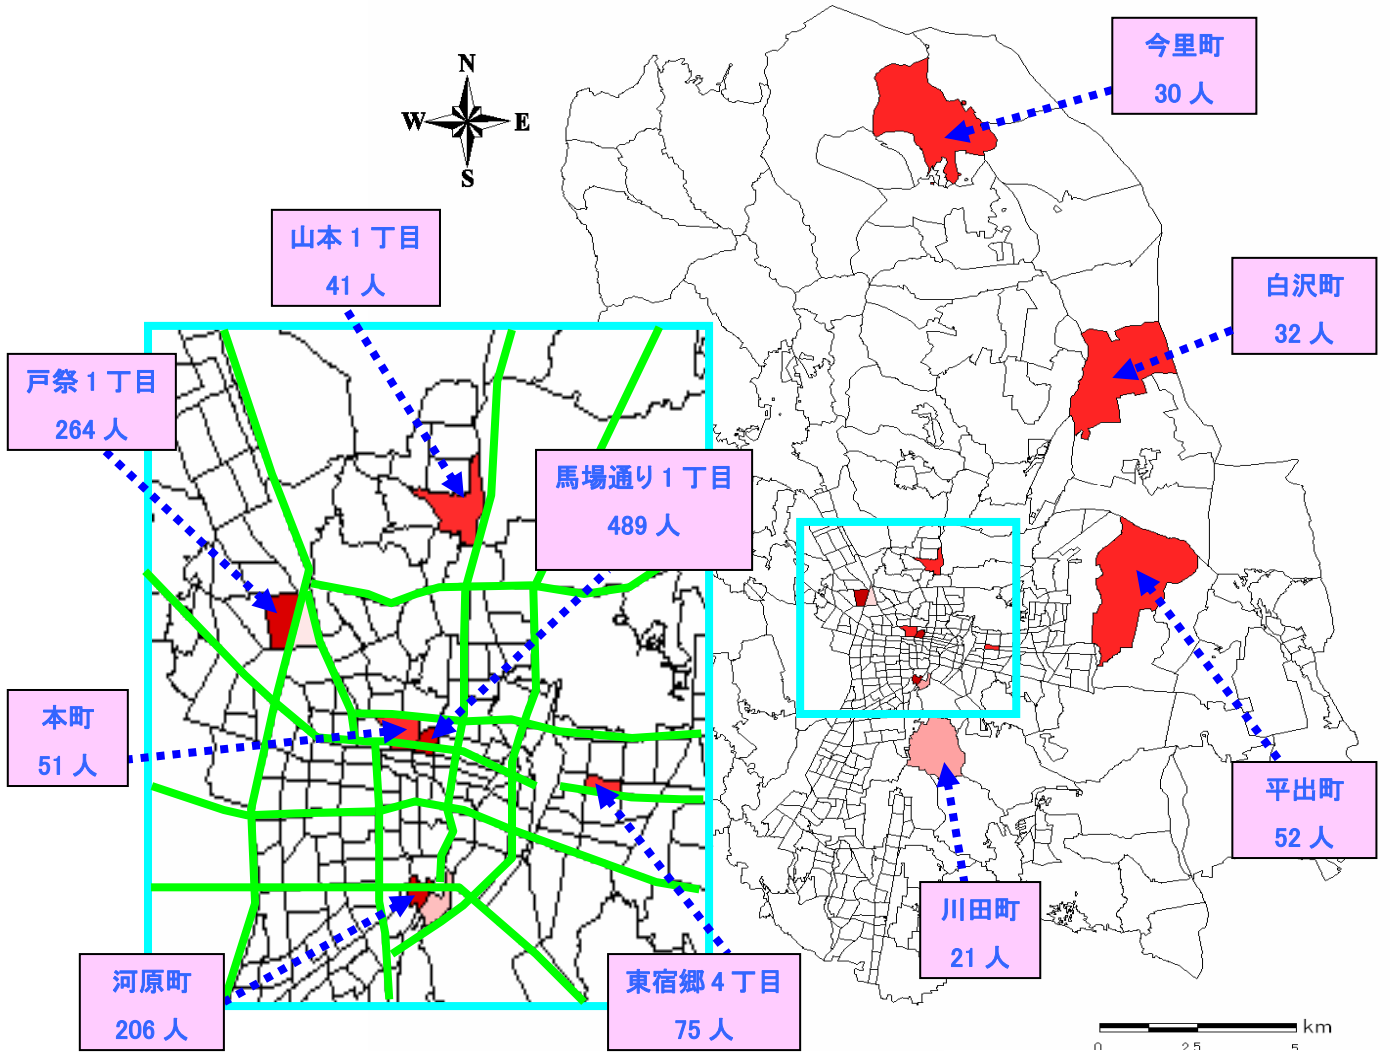 今里町
30 人
N
W
E
S
山本１丁目
41 人
白沢町
32 人
戸祭１丁目
264 人
馬場通り１丁目
489 人
本町
51 人
平出町
52 人
川田町
21 人
河原町
206 人
東宿郷４丁目
75 人
km
0
2.5
5